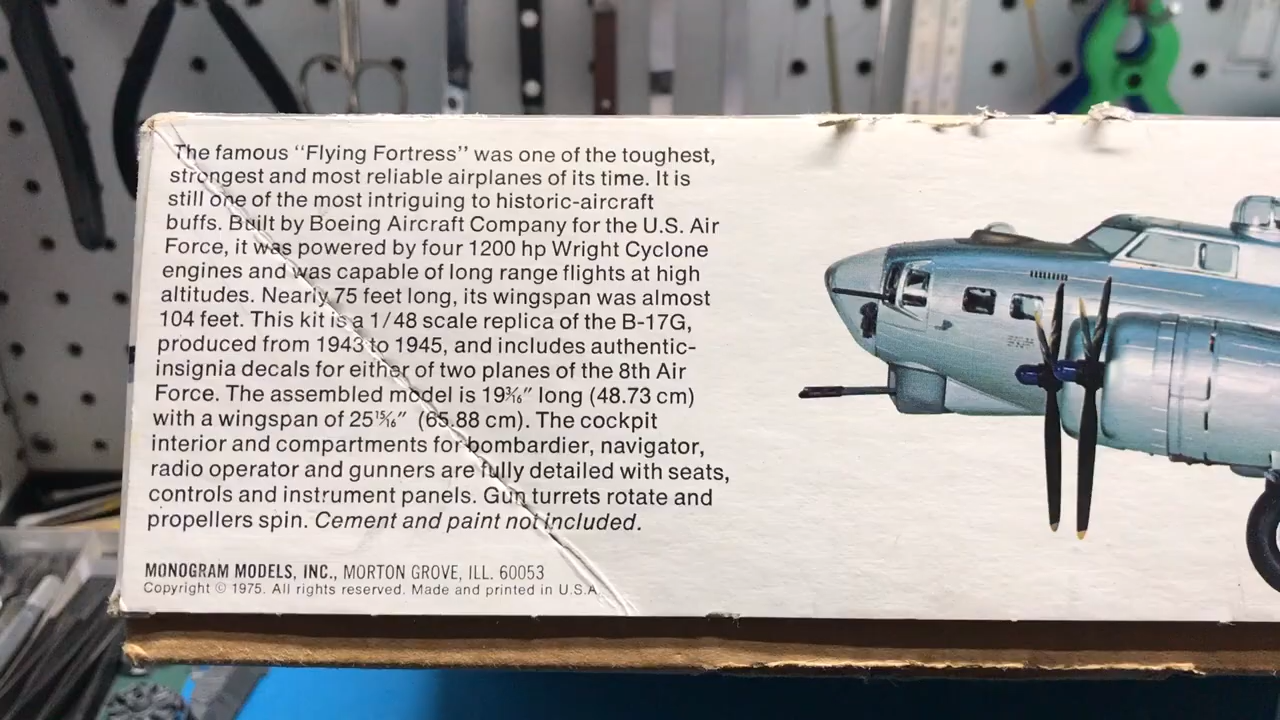 The famous “Flying Fortress” was one of the toughest,
strongest and most reliable airplanes of its time. It is
still one of the most intriguing to historic-aircraft
buffs. Built by Boeing Aircraft Company for the U.S. Air
Force, it was powered by four 1200 hp Wright Cyclone
engines and was capable of long range flights at high
altitudes. Nearly 75 feet long, its wingspan was almost
104 feet. This kit is a 1/48 scale replica of the B-17G,
produced from 1943 to 1945, and includes authentic-
insignia decals for either of two planes of the 8th Air
Force. The assembled model is 19 3/16″ long (48.73 cm)
with a wingspan of 25 15/16″ (65.88 cm). The cockpit
interior and compartments for bombardier, navigator,
radio operator and gunners are fully detailed with seats,
controls and instrument panels. Gun turrets rotate and
propellers spin. Cement and paint not included.
MONOGRAM MODELS, INC., MORTON GROVE, ILL. 60053
Copyright © 1975. All rights reserved. Made and printed in U.S.A.